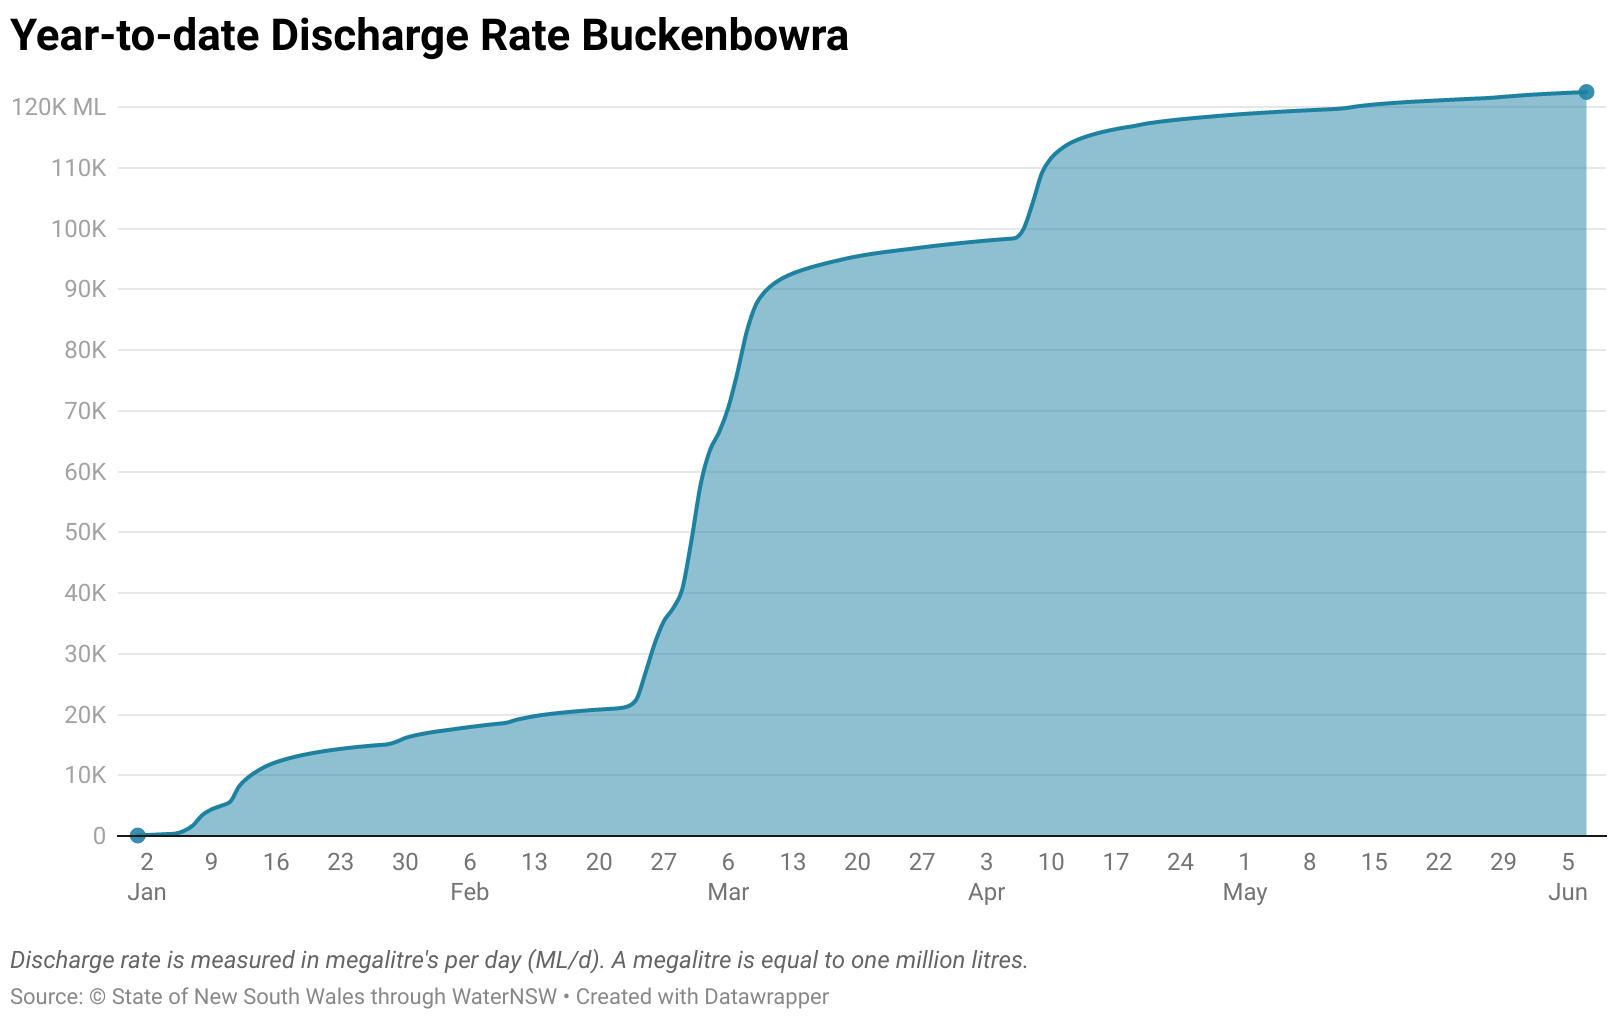 Year-to-date Discharge Rate Buckenbowra
120K ML
110K
100K
90K
80K
70K
60K
50K
40K
30K
20K
10K
0
2 9 16 23 30 6 13 20 27 6 13 20 27 3 10 17 24 1 8 15 22 29 5
Jan Feb Mar Apr May Jun
Discharge rate is measured in megalitre's per day (ML/d). A megalitre is equal to one million litres.
Source: © State of New South Wales through WaterNSW • Created with Datawrapper